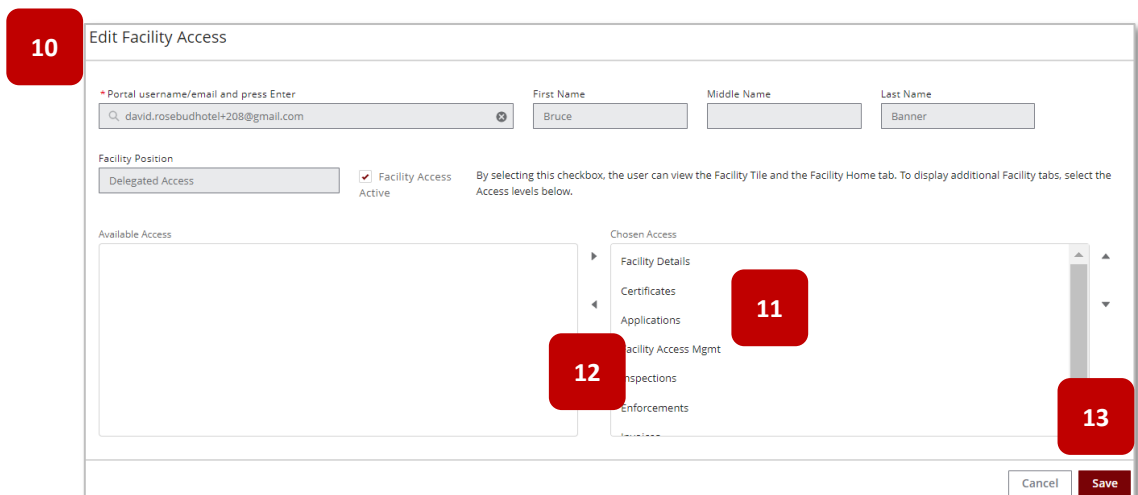 10
Edit Facility Access
*Portal username/email and press Enter
First Name
Middle Name
Last Name
david.rosebudhotel+208@gmail.com
Bruce
Banner
Facility Position
Delegated Access
Facility Access
Active
By selecting this checkbox, the user can view the Facility Tile and the Facility Home tab. To display additional Facility tabs, select the
Access levels below.
Available Access
Chosen Access
Facility Details
Certificates
11
Applications
acility Access Mgmt
12
nspections
Enforcements
13
Cancel
Save